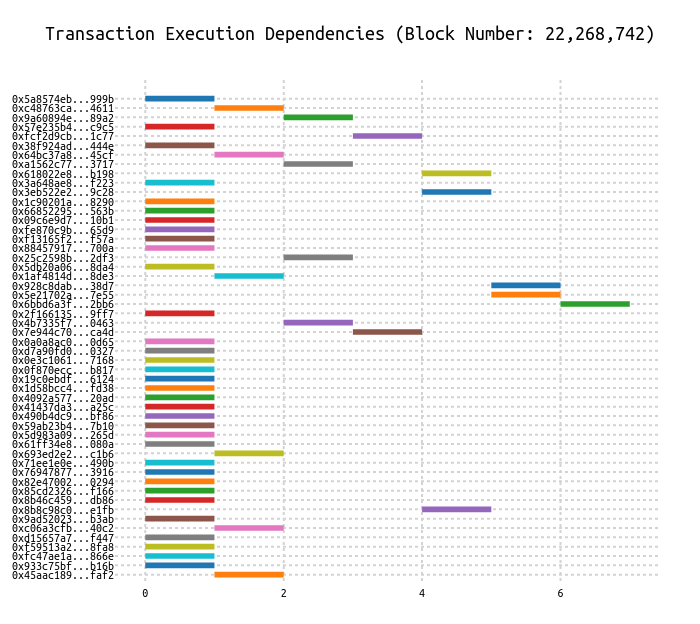 Transaction Execution Dependencies (Block Number: 22,268,742)
0x5a8574eb...999b
0xc48763ca...4611
0x9a60894e...89a2
0x57e235b4...c9c5
0xfcf2d9cb...1c77
0x38f924ad...444e
0x64bc37a8...45cf
0xa1562c77...3717
0x618022e8...b198
0x3a648ae8...f223
0x3eb522e2...9c28
0x1c90201a...8290
0x66852295...563b
0x09c6e9d7...10b1
0xfe870c9b...65d9
0xf13165f2...f57a
0x88457917...700a
0x25c2598b...2df3
0x5db20a06...8da4
0x1af4814d...8de3
0x928c8dab...38d7
0x5e21702a...7e55
0x6bbd6a3f...2bb6
0x2f166135...9ff7
0x4b7335f7...0463
0x7e944c70...ca4d
0x0a0a8ac0...0d65
0xd7a90fd0...0327
0x0e3c1061...7168
0x0f870ecc...b817
0x19c0ebdf...6124
0x1d58bcc4...fd38
0x4092a577...20ad
0x41437da3...a25c
0x490b4dc9...bf86
0x59ab23b4...7b10
0x5d983a09...265d
0x61ff34e8...080a
0x693ed2e2...c1b6
0x71ee1e0e...490b
0x76947877...3916
0x82e47002...0294
0x85cd2326...f166
0x8b46c459...db86
0x8b8c98c0...e1fb
0x9ad52023...b3ab
0xc06a3cfb...40c2
0xd15657a7...f447
0xf59513a2...8fa8
0xfc47ae1a...866e
0x933c75bf...b16b
0x45aac189...faf2
0 2 4 6